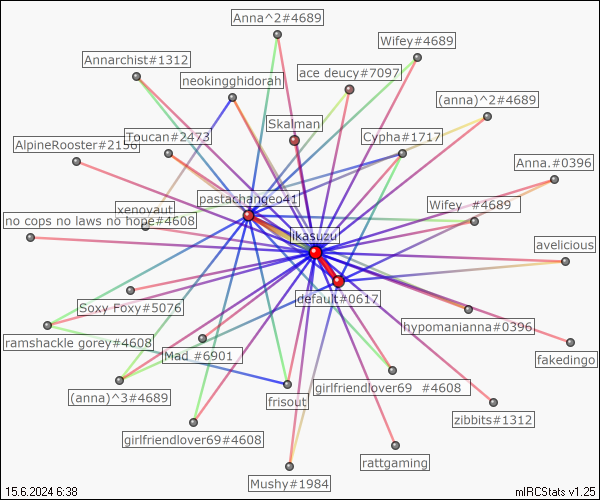 Anna^2#4689
Wifey#4689
Annarchist#1312
ace deucy#7097
neokingghidorah
(anna)^2#4689
Skalman
Toucan#2473
Cypha#1717
AlpineRooster#2156
Anna.#0396
pastachangeo41
xenovaut
Wifey #4689
no cops no laws no hope#4608
ikasuzu
avelicious
default#0617
Soxy Foxy#5076
hypomanianna#0396
ramshackle gorey#4608
Mad_#6901
fakedingo
girlfriendlover69 #4608
(anna)^3#4689
frisout
zibbits#1312
girlfriendlover69#4608
rattgaming
Mushy#1984
15.6.2024 6:38
mIRCStats v1.25